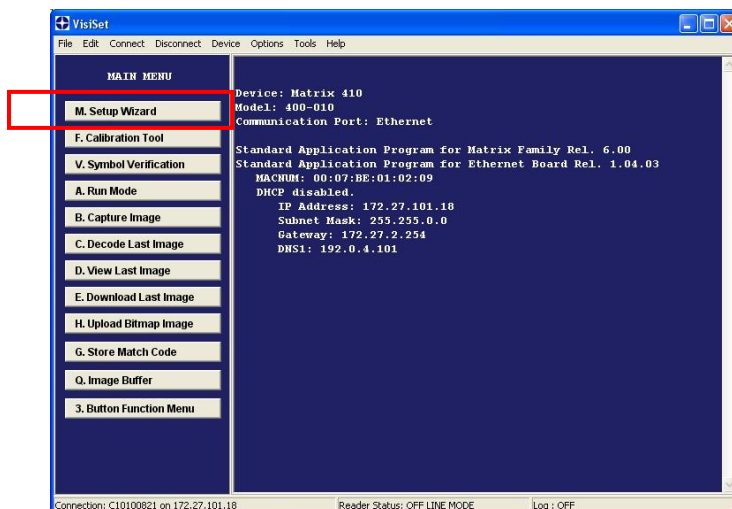 VisiSet
File Edit Connect Disconnect Device Options Tools Help
MAIN MENU
M. Setup Wizard
F. Calibration Tool
V. Symbol Verification
A. Run Mode
B. Capture Image
C. Decode Last Image
D. View Last Image
E. Download Last Image
H. Upload Bitmap Image
G. Store Match Code
Q. Image Buffer
3. Button Function Menu
Device: Matrix 410
Model: 400-010
Communication Port: Ethernet
Standard Application Program for Matrix Family Rel. 6.00
Standard Application Program for Ethernet Board Rel. 1.04.03
MACNUM: 00:07:BE:01:02:09
DHCP disabled.
IP Address: 172.27.101.18
Subnet Mask: 255.255.0.0
Gateway: 172.27.2.254
DNS1: 192.0.4.101
Connection: C10100821 on 172.27.101.18 Reader Status: OFF LINE MODE Log : OFF